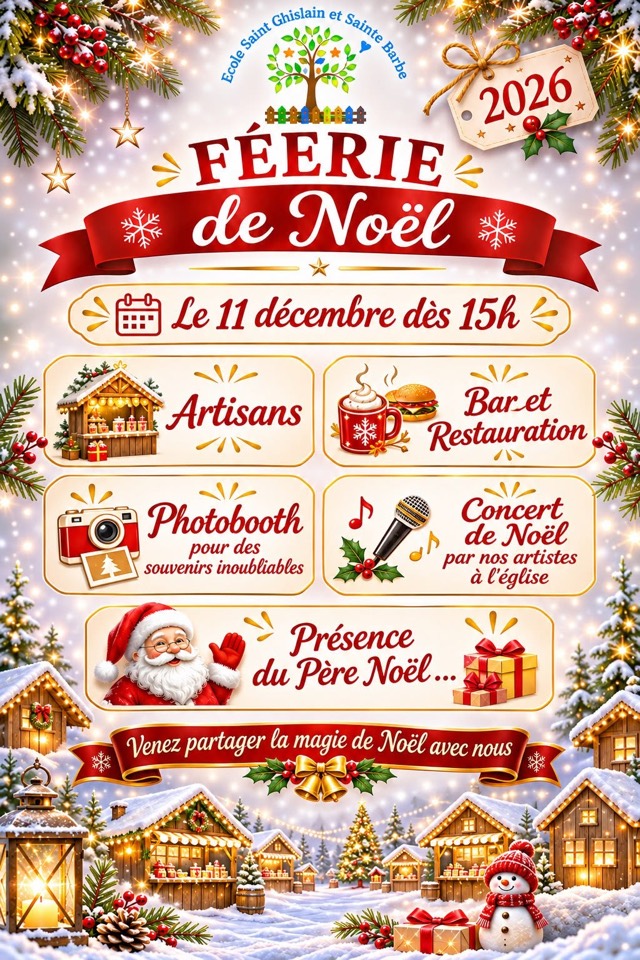 Ecole Saint Ghislain et Sainte Barbe
2026
FÉERIE
de Noël
Le 11 décembre dès 15h
Artisans
Bar et
Restauration
Photobooth
pour des
souvenirs inoubliables
Concert
de Noël
par nos artistes
à l'église
Présence
du Père Noël...
Venez partager la magie de Noël avec nous